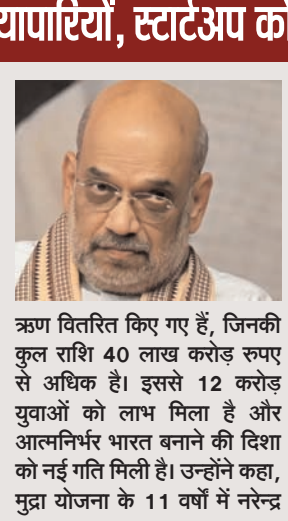 व्यापारियों, स्टार्टअप को
ऋण वितरित किए गए हैं, जिनकी
कुल राशि 40 लाख करोड़ रुपए
से अधिक है। इससे 12 करोड़
युवाओं को लाभ मिला है और
आत्मनिर्भर भारत बनाने की दिशा
को नई गति मिली है। उन्होंने कहा,
मुद्रा योजना के 11 वर्षों में नरेन्द्र